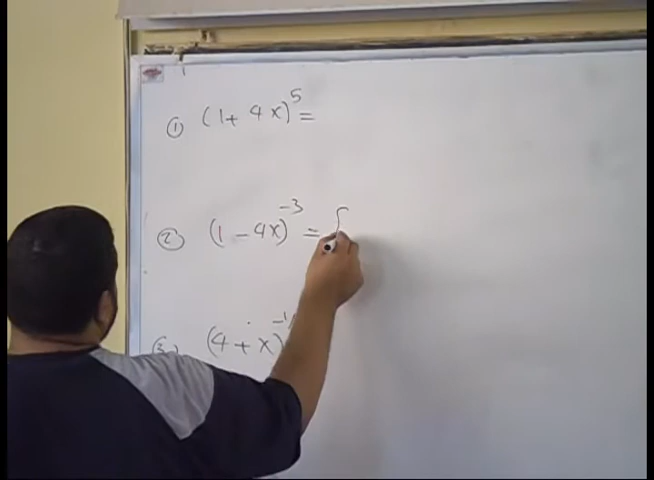 ① (1 + 4x)^5 =
② (1 - 4x)^-3 =
③ (4 + x)^-1/